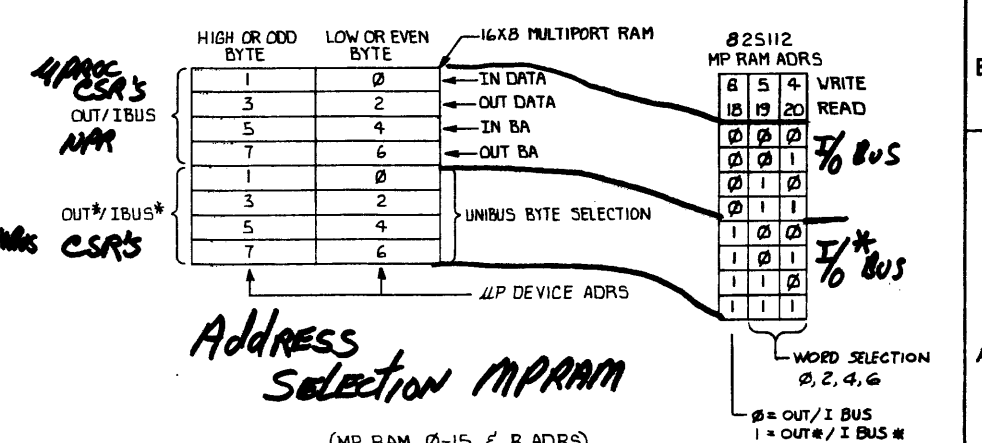 HIGH OR ODD BYTE
LOW OR EVEN BYTE
16X8 MULTIPORT RAM
82S112
MP RAM ADRS
µPROC
CSR'S
OUT/IBUS
NPR
1 Ø IN DATA
3 2 OUT DATA
5 4 IN BA
7 6 OUT BA
1 Ø
3 2
5 4
7 6
OUT*/IBUS*
CSR'S
UNIBUS BYTE SELECTION
µP DEVICE ADRS
6 5 4 WRITE
18 19 20 READ
Ø Ø Ø
Ø Ø 1
Ø 1 Ø
Ø 1 1
1 Ø Ø
1 Ø 1
1 1 Ø
1 1 1
I/O BUS
I/O* BUS
WORD SELECTION
Ø, 2, 4, 6
Ø = OUT/I BUS
1 = OUT*/I BUS*
Address
Selection MPRAM
(MP RAM Ø-15 & B ADRS)